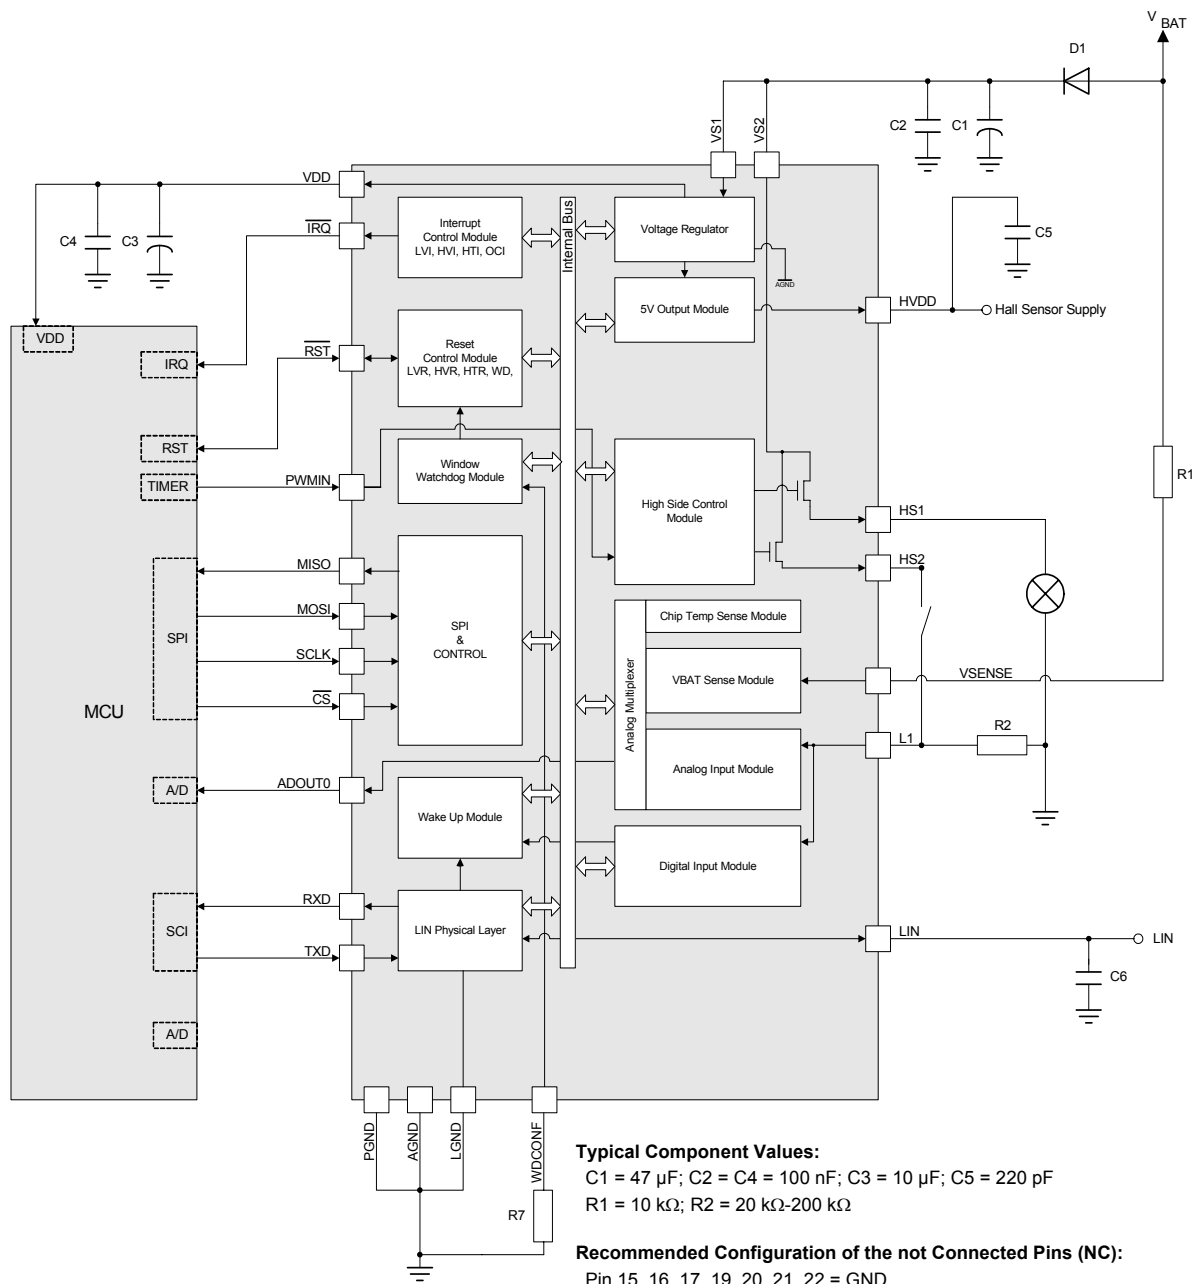 V BAT
D1
C2
C1
VS1
VS2
VDD
C4
C3
C5
IRQ
Interrupt
Control Module
LVI, HVI, HTI, OCI
Internal Bus
Voltage Regulator
AGND
5V Output Module
HVDD
Hall Sensor Supply
VDD
IRQ
RST
Reset
Control Module
LVR, HVR, HTR, WD,
RST
TIMER
PWMIN
Window
Watchdog Module
High Side Control
Module
R1
HS1
HS2
MISO
MOSI
SCLK
CS
SPI
SPI
&
CONTROL
Chip Temp Sense Module
Analog Multiplexer
VBAT Sense Module
VSENSE
MCU
Analog Input Module
L1
R2
A/D
ADOUT0
Wake Up Module
Digital Input Module
RXD
SCI
TXD
LIN Physical Layer
LIN
LIN
C6
A/D
PGND
AGND
LGND
WDCONF
R7
Typical Component Values:
C1 = 47 µF; C2 = C4 = 100 nF; C3 = 10 µF; C5 = 220 pF
R1 = 10 kΩ; R2 = 20 kΩ-200 kΩ
Recommended Configuration of the not Connected Pins (NC):
Pin 15, 16, 17, 19, 20, 21, 22 = GND